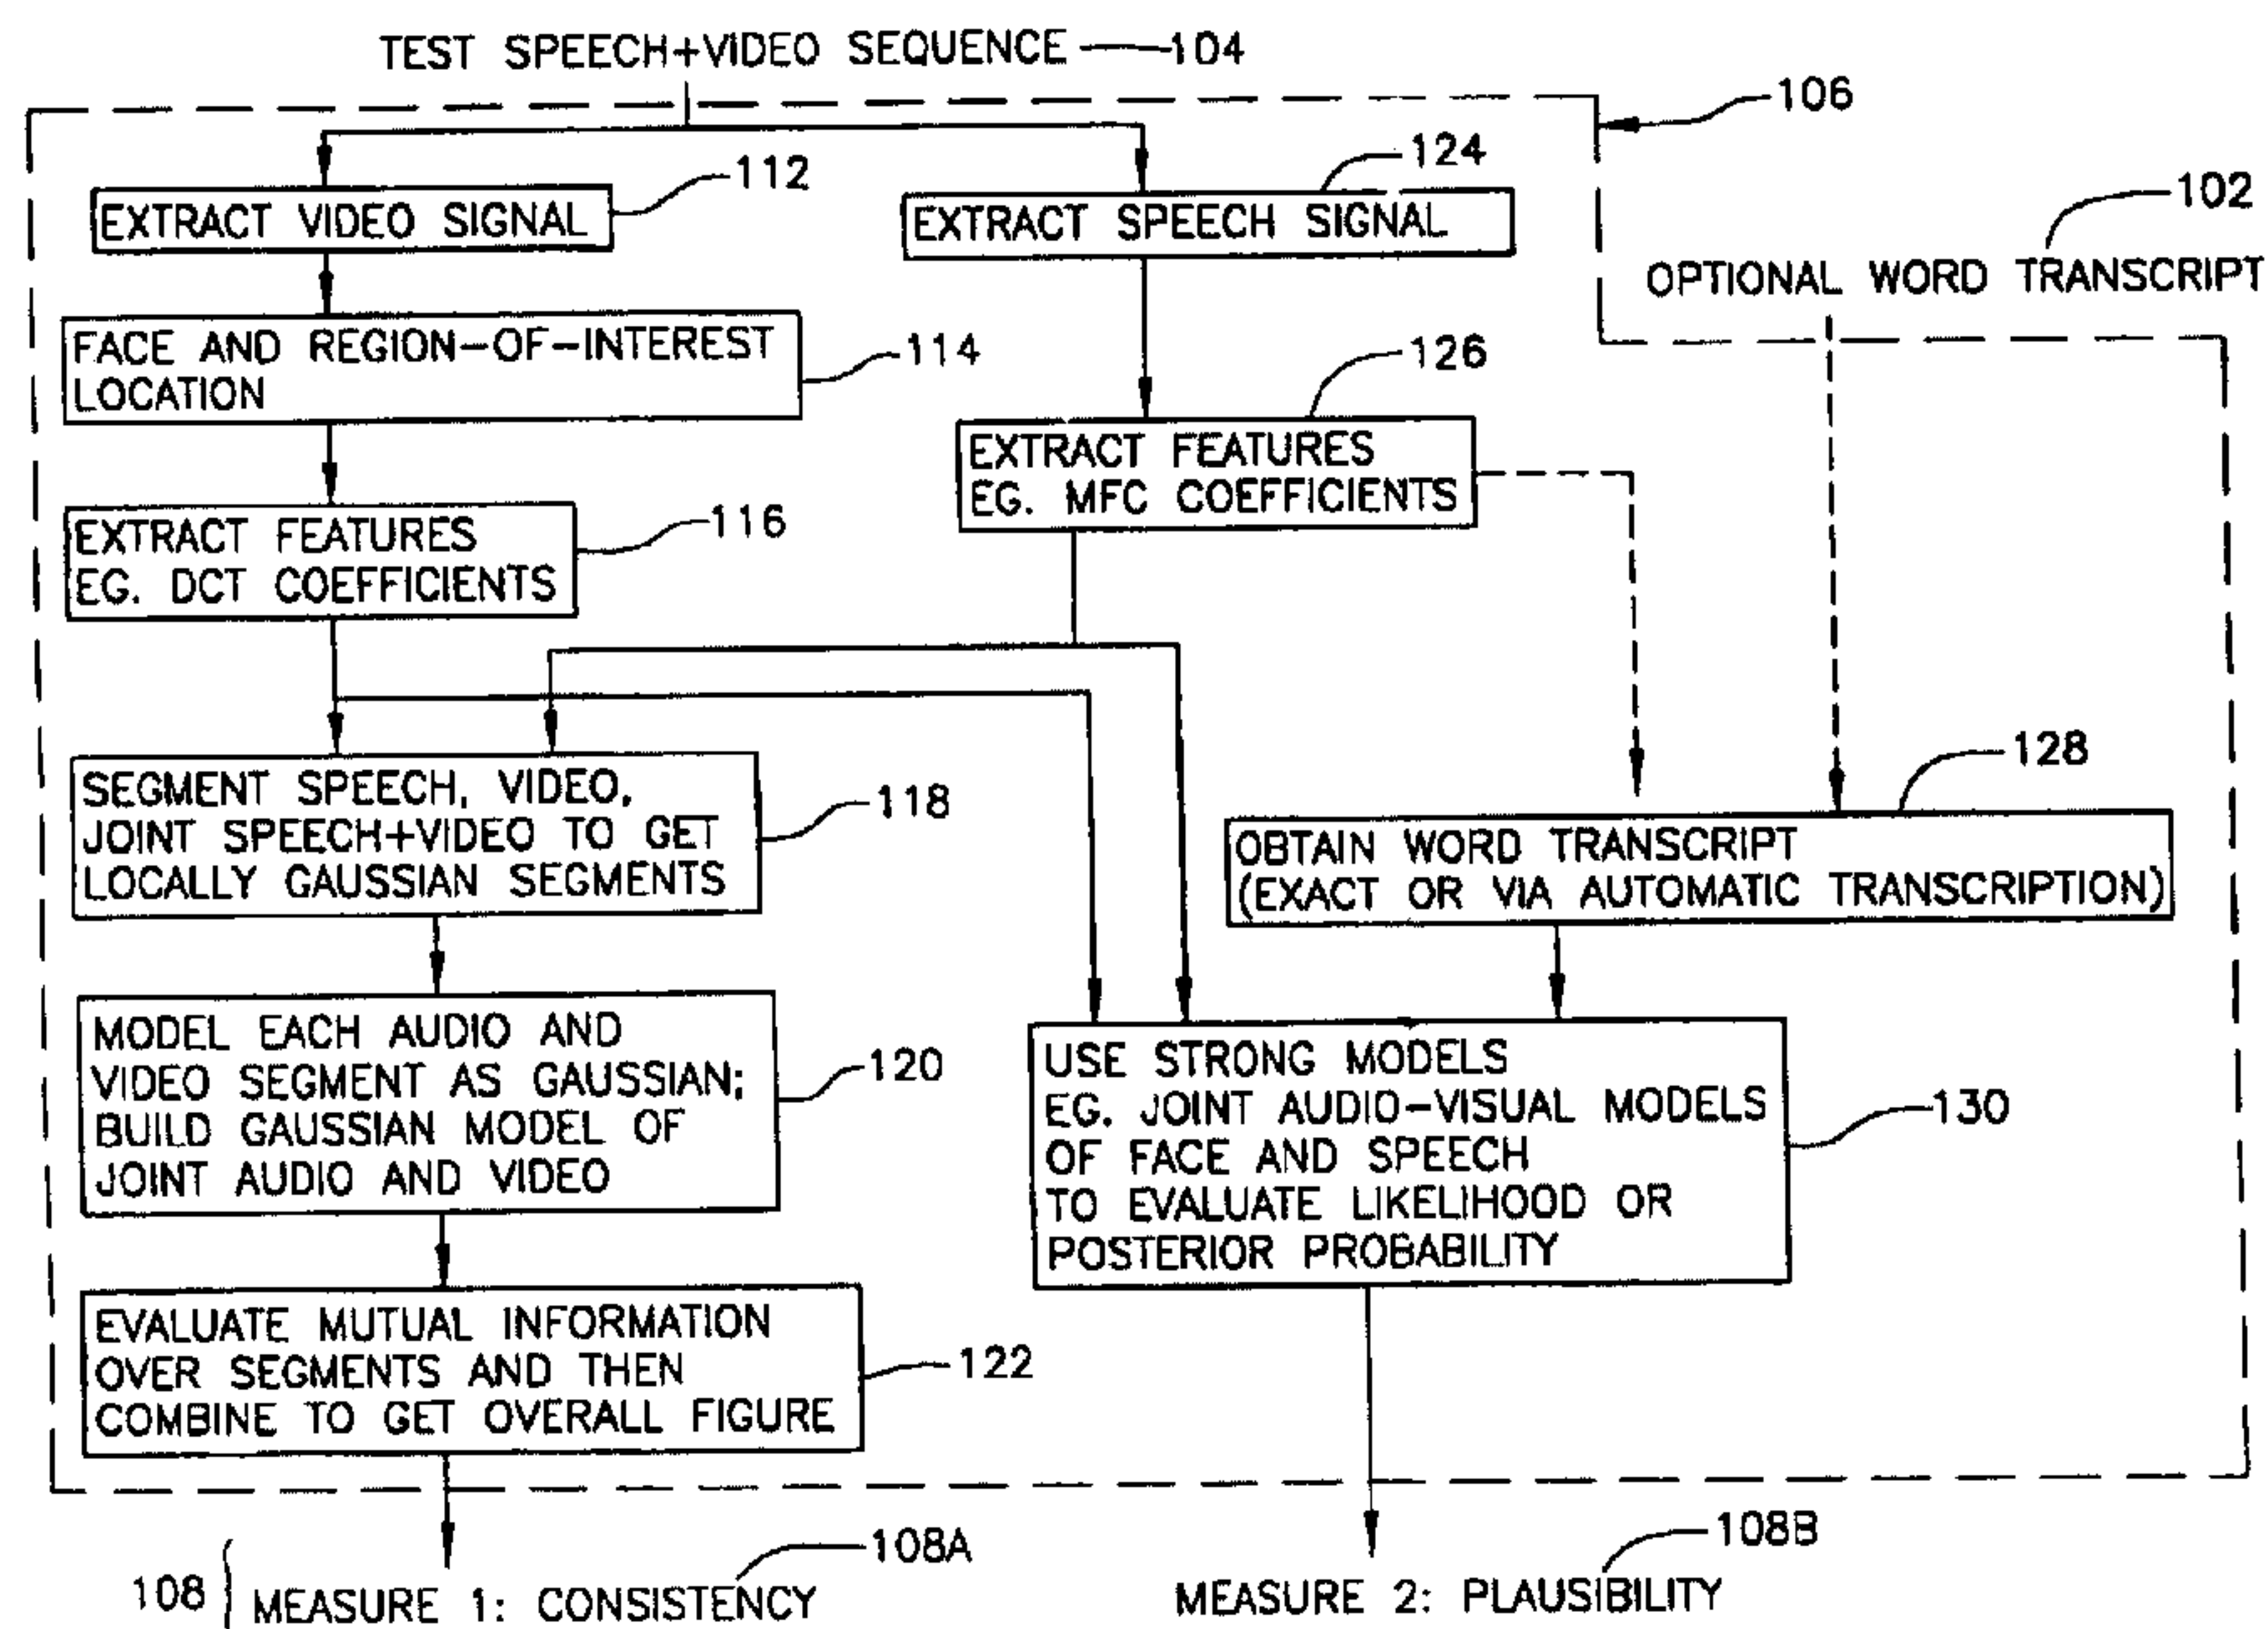 TEST SPEECH+VIDEO SEQUENCE 104
106
112
124
102
EXTRACT VIDEO SIGNAL
EXTRACT SPEECH SIGNAL
OPTIONAL WORD TRANSCRIPT
FACE AND REGION-OF-INTEREST
LOCATION
114
126
EXTRACT FEATURES
EG. MFC COEFFICIENTS
EXTRACT FEATURES
EG. DCT COEFFICIENTS
116
SEGMENT SPEECH, VIDEO,
JOINT SPEECH+VIDEO TO GET
LOCALLY GAUSSIAN SEGMENTS
118
128
OBTAIN WORD TRANSCRIPT
(EXACT OR VIA AUTOMATIC TRANSCRIPTION)
MODEL EACH AUDIO AND
VIDEO SEGMENT AS GAUSSIAN;
BUILD GAUSSIAN MODEL OF
JOINT AUDIO AND VIDEO
120
USE STRONG MODELS
EG. JOINT AUDIO-VISUAL MODELS
OF FACE AND SPEECH
TO EVALUATE LIKELIHOOD OR
POSTERIOR PROBABILITY
130
EVALUATE MUTUAL INFORMATION
OVER SEGMENTS AND THEN
COMBINE TO GET OVERALL FIGURE
122
108A
108B
108
MEASURE 1: CONSISTENCY
MEASURE 2: PLAUSIBILITY